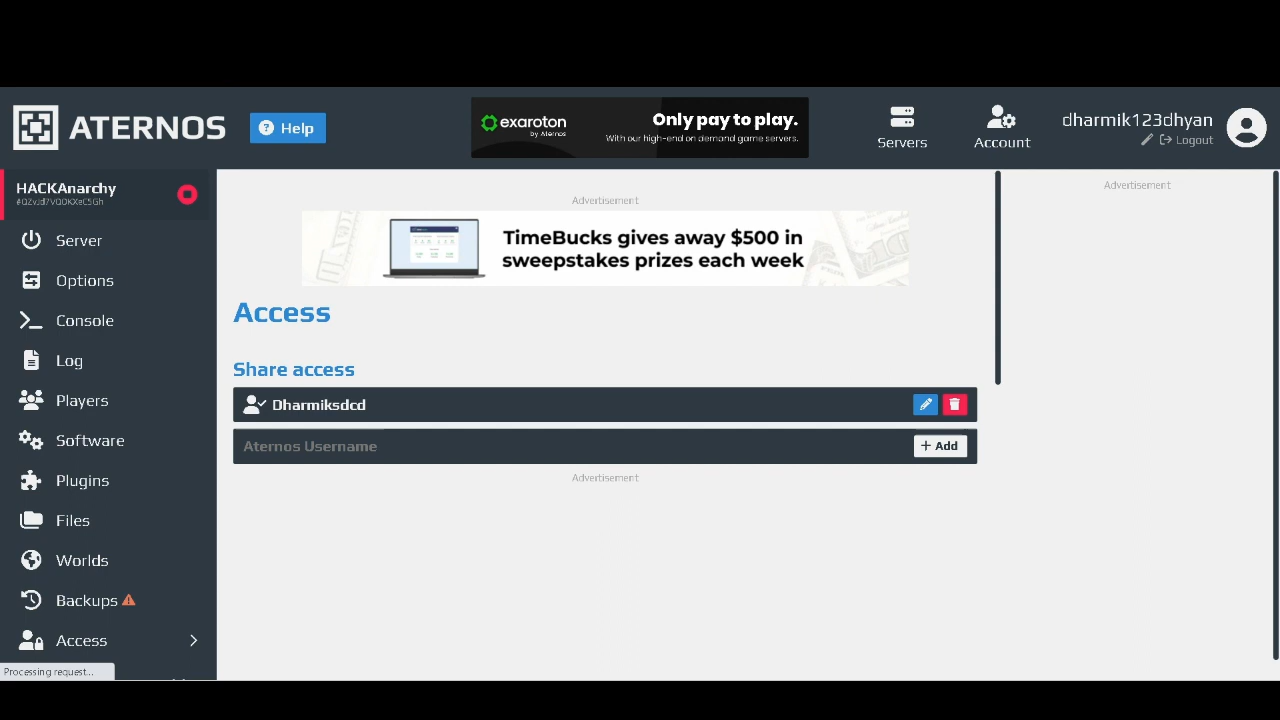 ATERNOS
Help
exaroton
by Aternos
Only pay to play.
With our high-end on demand game servers.
Servers
Account
dharmik123dhyan
Logout
HACKAnarchy
Server
Options
Console
Log
Players
Software
Plugins
Files
Worlds
Backups
Access
Processing request...
Advertisement
TimeBucks gives away $500 in
sweepstakes prizes each week
Access
Share access
Dharmiksdcd
Aternos Username
+ Add
Advertisement
Advertisement